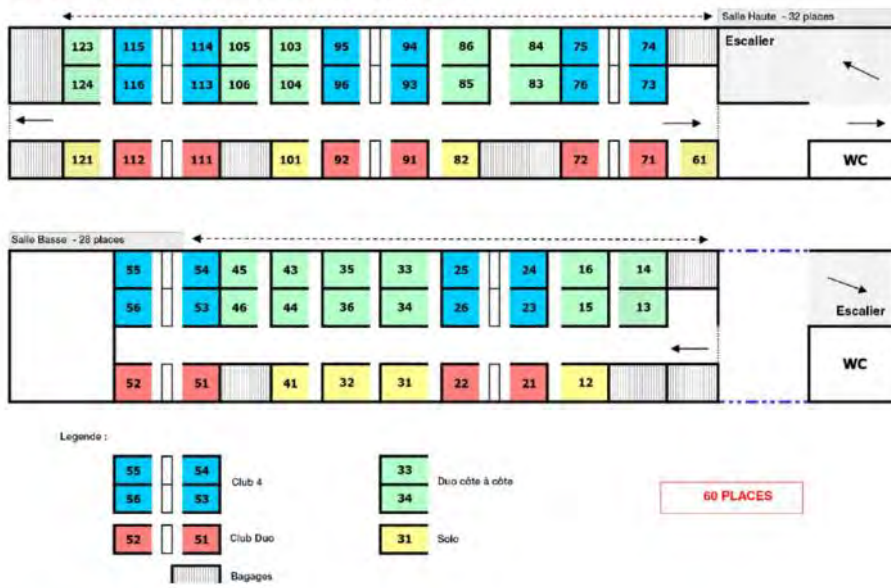 Salle Haute - 32 places
123 115 114 105 103 95 94 86 84 75 74 Escalier
124 116 113 106 104 96 93 85 83 76 73
121 112 111 101 92 91 82 72 71 61 WC
Salle Basse - 28 places
55 54 45 43 35 33 25 24 16 14
56 53 46 44 36 34 26 23 15 13 Escalier
52 51 41 32 31 22 21 12 WC
Legende :
55 54 33
Club 4 Duo côte à côte
56 53 34
60 PLACES
52 51 Club Duo 31 Solo
Bagages